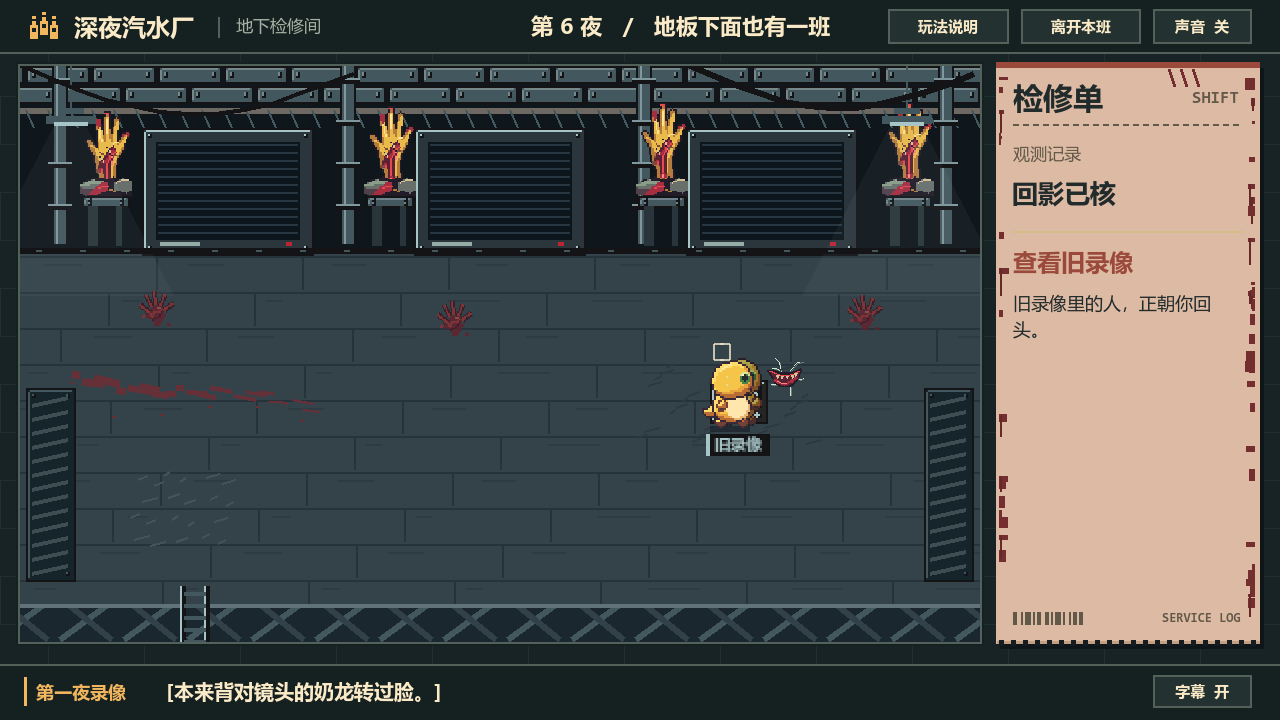 深夜汽水厂
地下检修间
第 6 夜 / 地板下面也有一班
玩法说明
离开本班
声音 关
检修单
SHIFT
观测记录
回影已核
查看旧录像
旧录像里的人，正朝你回
头。
旧录像
SERVICE LOG
第一夜录像
[本来背对镜头的奶龙转过脸。]
字幕 开